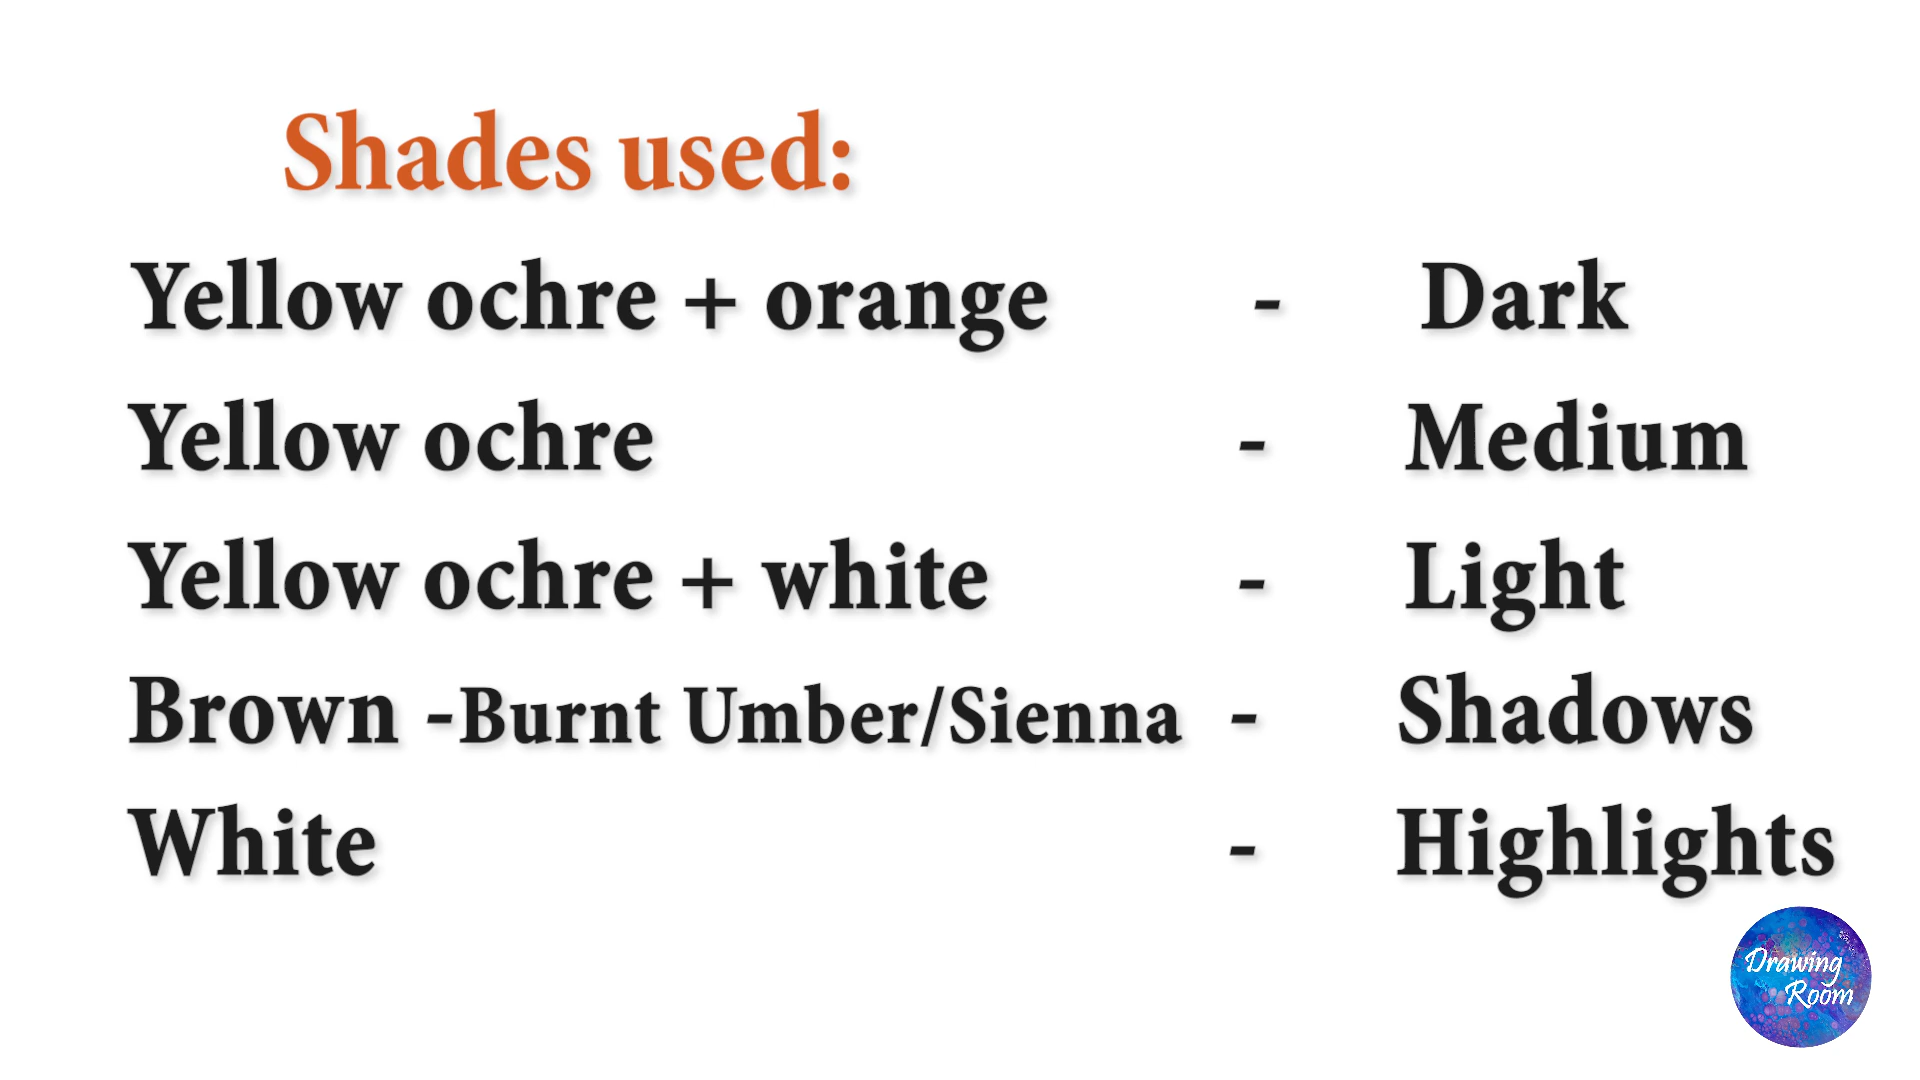 Shades used:
Yellow ochre + orange - Dark
Yellow ochre - Medium
Yellow ochre + white - Light
Brown -Burnt Umber/Sienna - Shadows
White - Highlights
Drawing
Room